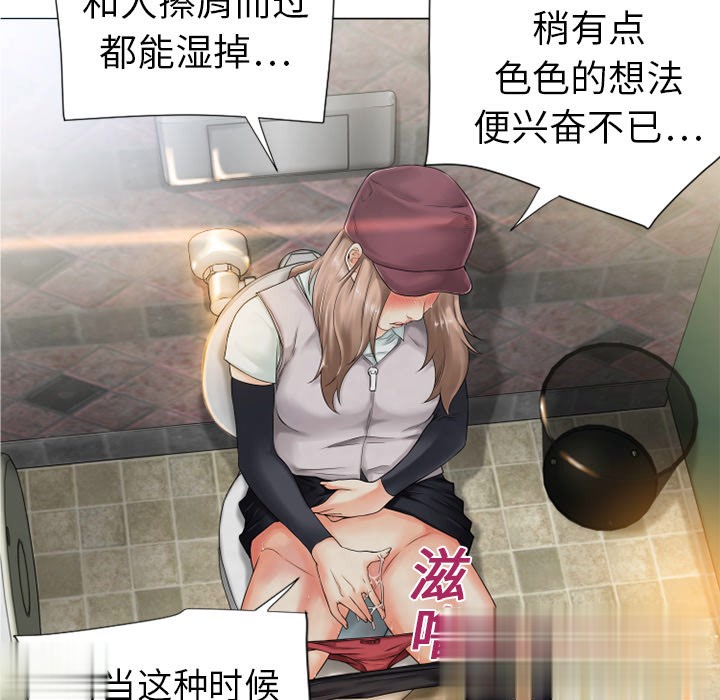 和人擦肩而过
都能湿掉...
稍有点
色色的想法
便兴奋不已...
滋
当这种时候